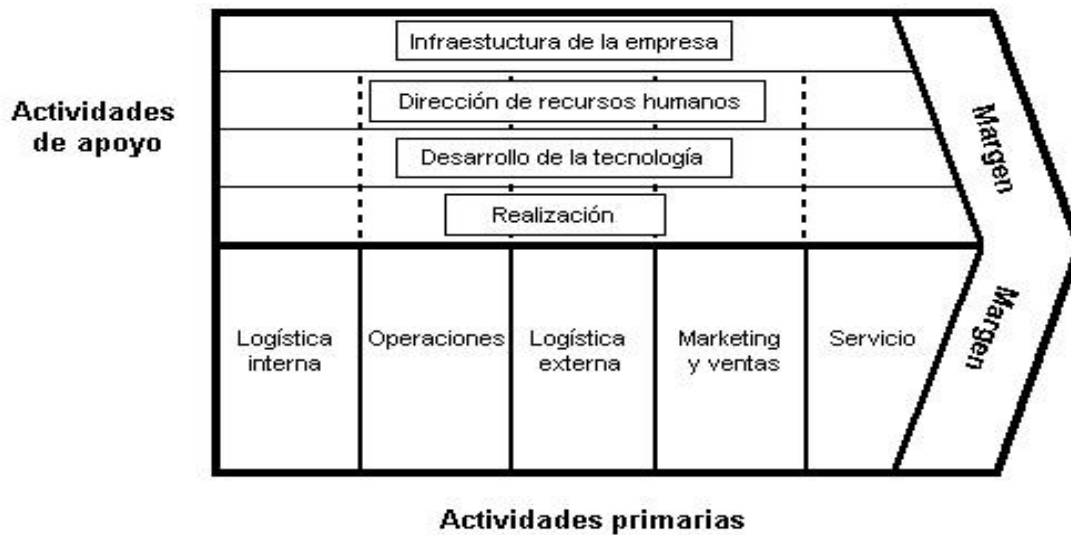 Infraestuctura de la empresa
Dirección de recursos humanos
Desarrollo de la tecnología
Realización
Actividades
de apoyo
Margen
Margen
Logística
interna
Operaciones
Logística
externa
Marketing
y ventas
Servicio
Actividades primarias